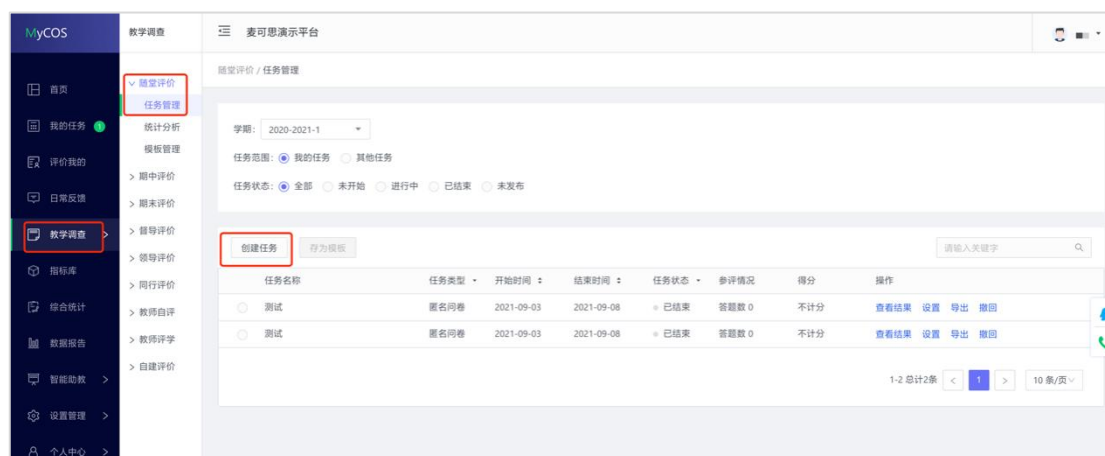 MyCOS
教学调查
麦可思演示平台
首页
我的任务 1
评价我的
日常反馈
教学调查 >
指标库
综合统计
数据报告
智能助教 >
设置管理 >
个人中心 >
随堂评价
任务管理
统计分析
模板管理
> 期中评价
> 期末评价
> 督导评价
> 领导评价
> 同行评价
> 教师自评
> 教师评学
> 自建评价
随堂评价 / 任务管理
学期: 2020-2021-1
任务范围: 我的任务 其他任务
任务状态: 全部 未开始 进行中 已结束 未发布
创建任务 存为模板 请输入关键字
任务名称 任务类型 开始时间 结束时间 任务状态 参评情况 得分 操作
测试 匿名问卷 2021-09-03 2021-09-08 已结束 答题数 0 不计分 查看结果 设置 导出 撤回
测试 匿名问卷 2021-09-03 2021-09-08 已结束 答题数 0 不计分 查看结果 设置 导出 撤回
1-2 总计2条 < 1 > 10 条/页